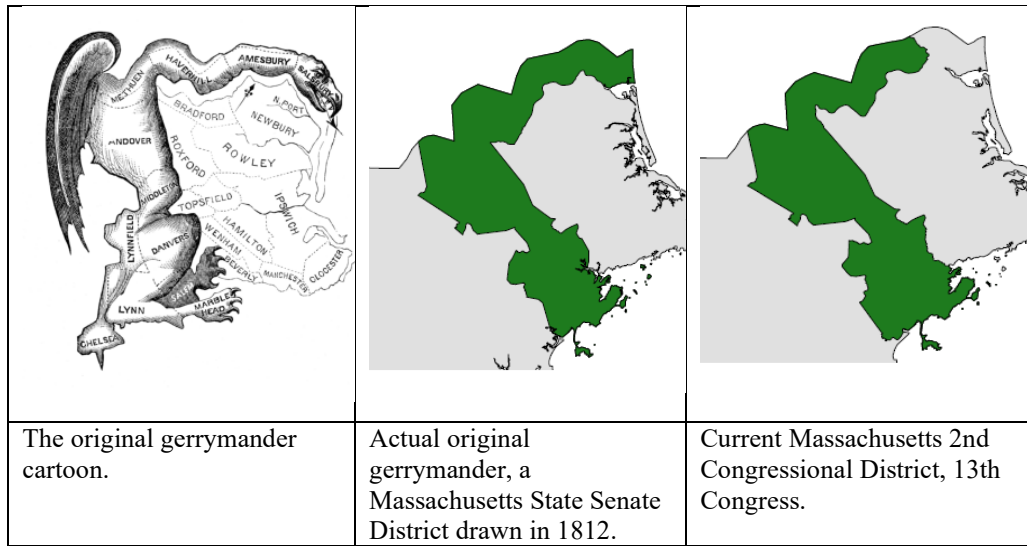 METHUEN
HAVERHILL
AMESBURY
SALISBURY
BRADFORD
N.PORT
NEWBURY
ANDOVER
ROXFORD
ROWLEY
MIDDLETON
TOPSFIELD
IPSWICH
LYNNFIELD
DANVERS
HAMILTON
WENHAM
BEVERLY
MANCHESTER
GLOCESTER
SALEM
LYNN
MARBLE
HEAD
CHELSEA
The original gerrymander
cartoon.
Actual original
gerrymander, a
Massachusetts State Senate
District drawn in 1812.
Current Massachusetts 2nd
Congressional District, 13th
Congress.